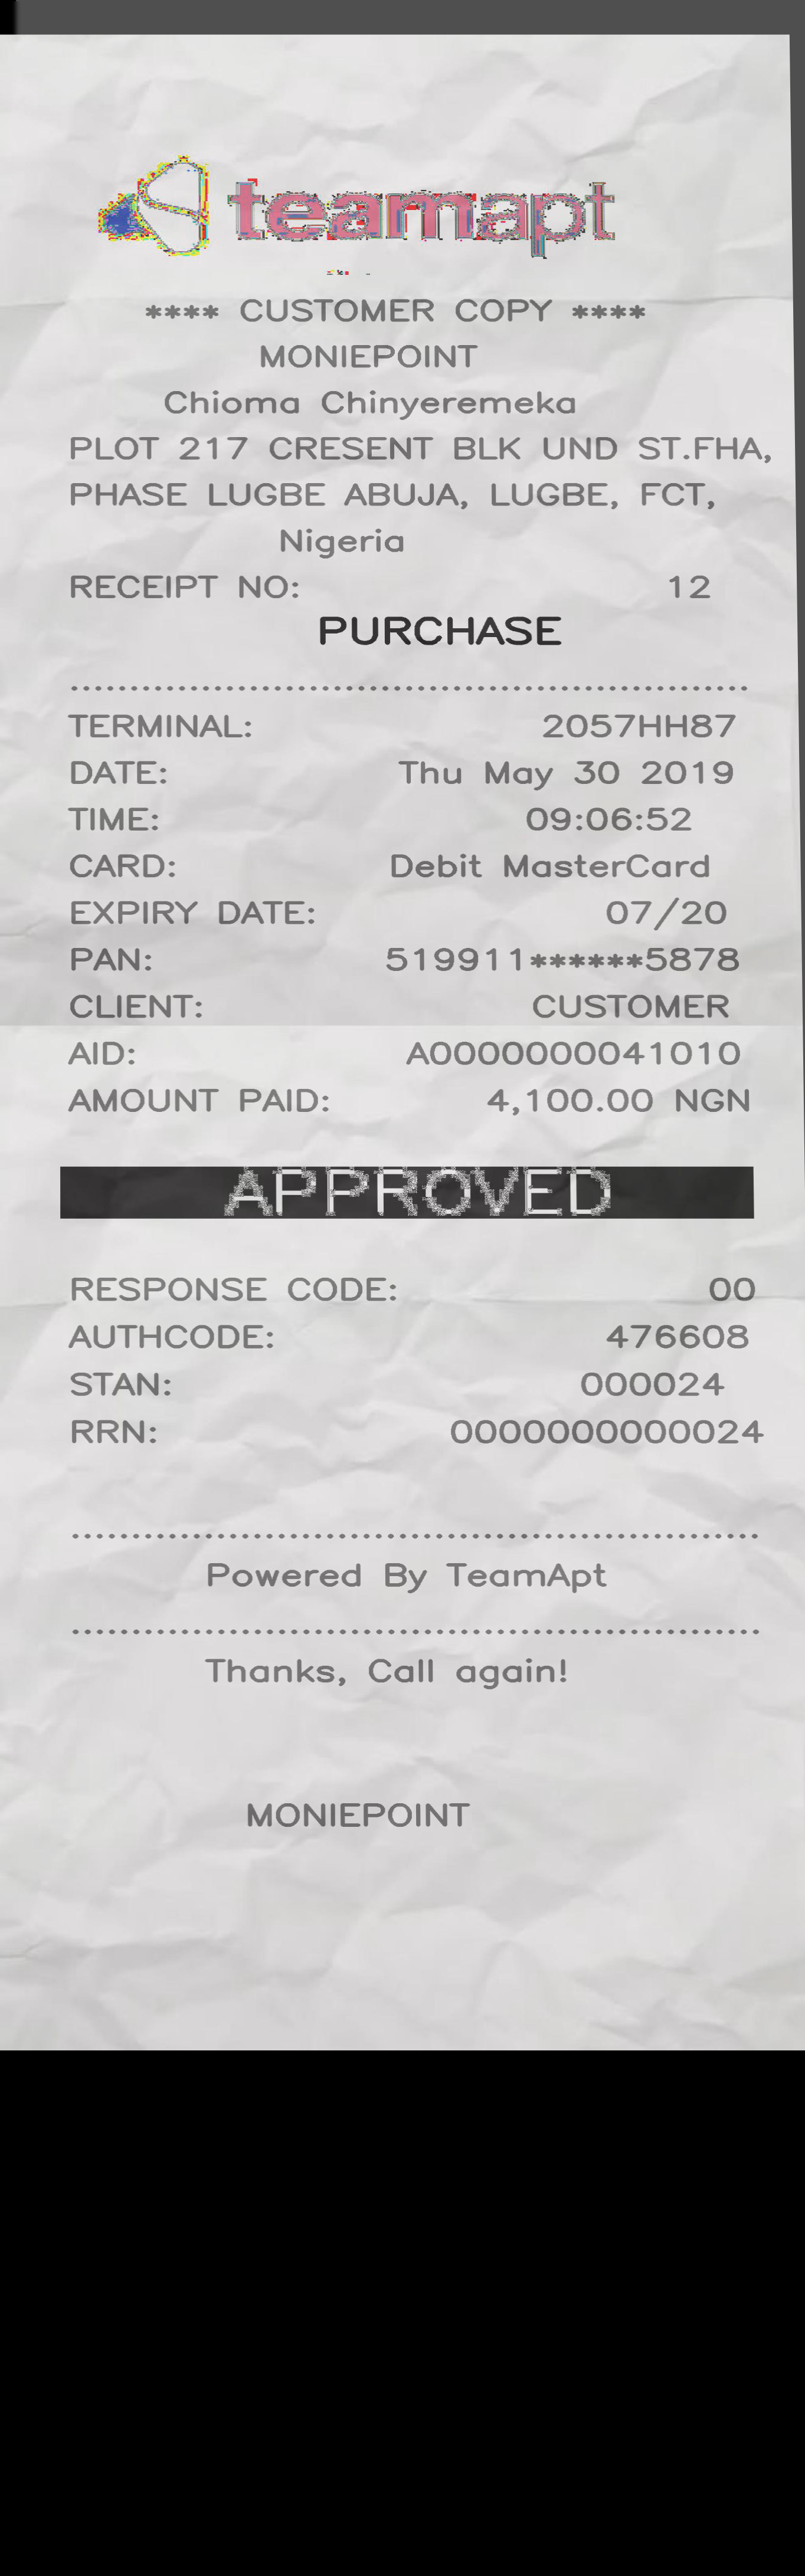 teamapt
**** CUSTOMER COPY ****
MONIEPOINT
Chioma Chinyeremeka
PLOT 217 CRESENT BLK UND ST.FHA,
PHASE LUGBE ABUJA, LUGBE, FCT,
Nigeria
RECEIPT NO: 12
PURCHASE
TERMINAL: 2057HH87
DATE: Thu May 30 2019
TIME: 09:06:52
CARD: Debit MasterCard
EXPIRY DATE: 07/20
PAN: 519911******5878
CLIENT: CUSTOMER
AID: A0000000041010
AMOUNT PAID: 4,100.00 NGN
APPROVED
RESPONSE CODE: 00
AUTHCODE: 476608
STAN: 000024
RRN: 0000000000024
Powered By TeamApt
Thanks, Call again!
MONIEPOINT